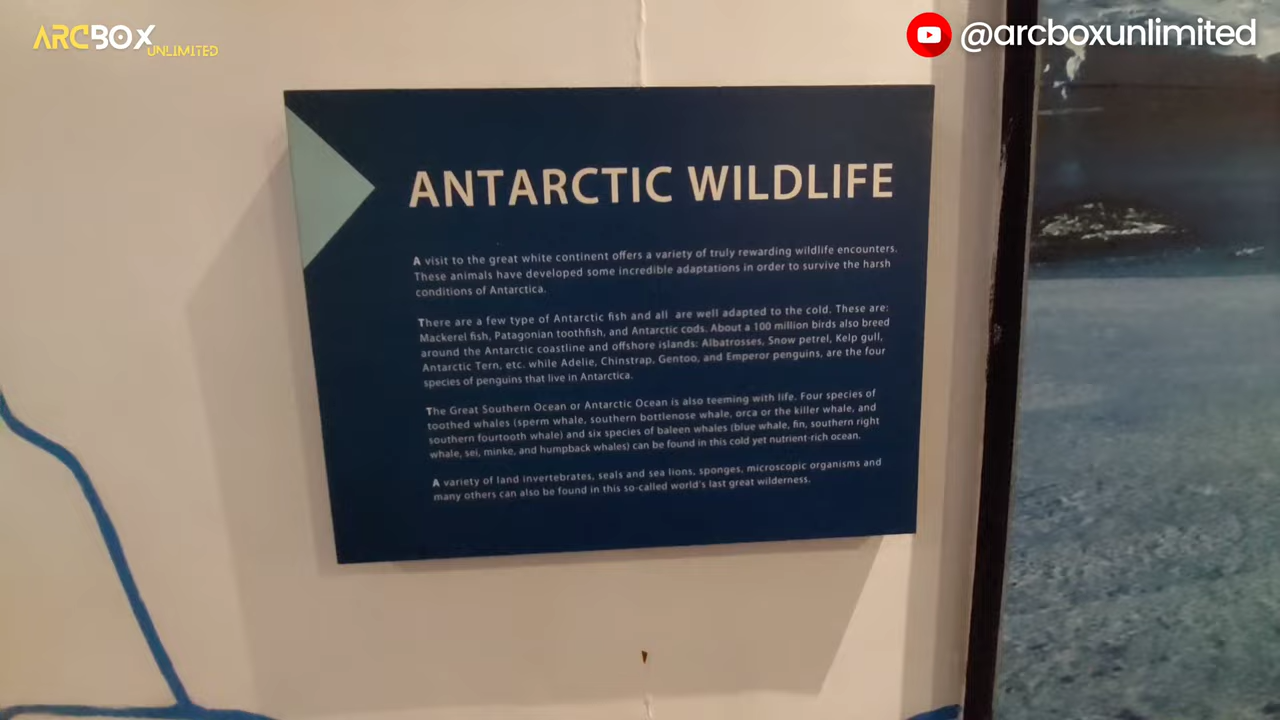 ARCBOX
UNLIMITED
@arcboxunlimited
ANTARCTIC WILDLIFE
A visit to the great white continent offers a variety of truly rewarding wildlife encounters.
These animals have developed some incredible adaptations in order to survive the harsh
conditions of Antarctica.
There are a few type of Antarctic fish and all are well adapted to the cold. These are:
Mackerel fish, Patagonian toothfish, and Antarctic cods. About a 100 million birds also breed
around the Antarctic coastline and offshore islands: Albatrosses, Snow petrel, Kelp gull,
Antarctic Tern, etc. while Adelie, Chinstrap, Gentoo, and Emperor penguins, are the four
species of penguins that live in Antarctica.
The Great Southern Ocean or Antarctic Ocean is also teeming with life. Four species of
toothed whales (sperm whale, southern bottlenose whale, orca or the killer whale, and
southern fourtooth whale) and six species of baleen whales (blue whale, fin, southern right
whale, sei, minke, and humpback whales) can be found in this cold yet nutrient-rich ocean.
A variety of land invertebrates, seals and sea lions, sponges, microscopic organisms and
many others can also be found in this so-called world's last great wilderness.